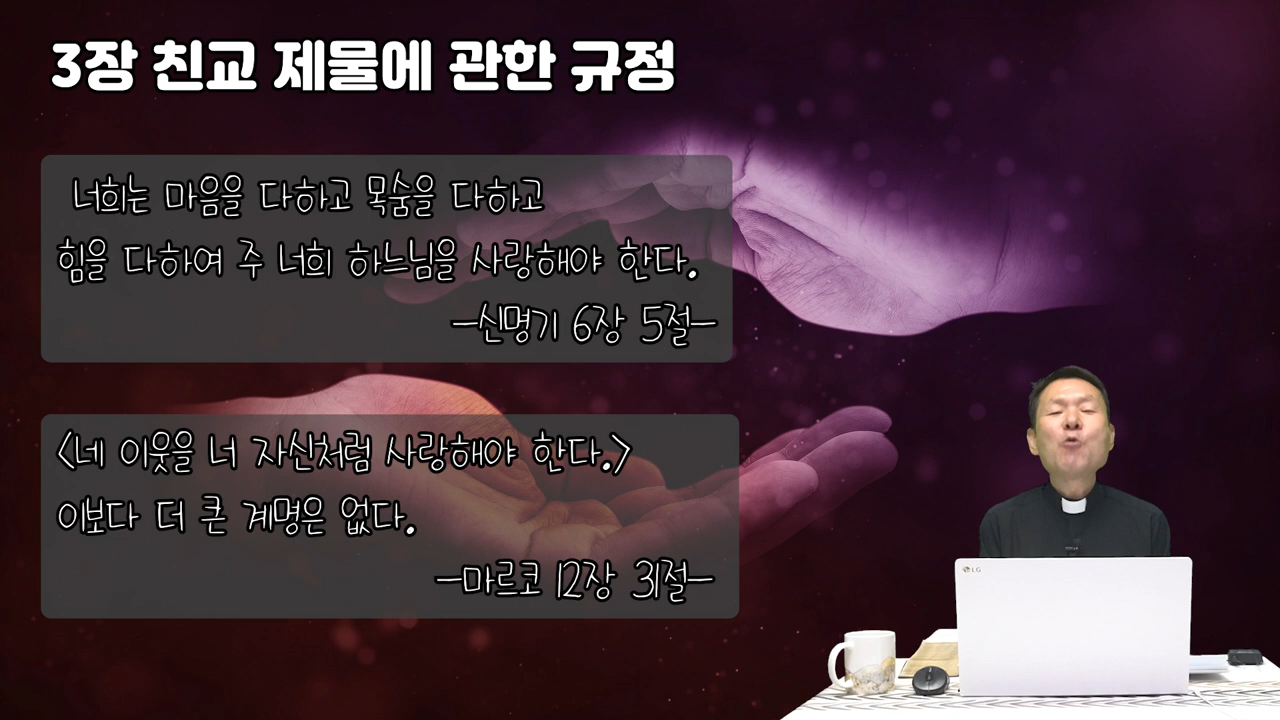 3장 친교 제물에 관한 규정
너희는 마음을 다하고 목숨을 다하고
힘을 다하여 주 너희 하느님을 사랑해야 한다.
-신명기 6장 5절-
<네 이웃을 너 자신처럼 사랑해야 한다.>
이보다 더 큰 계명은 없다.
-마르코 12장 31절-
LG